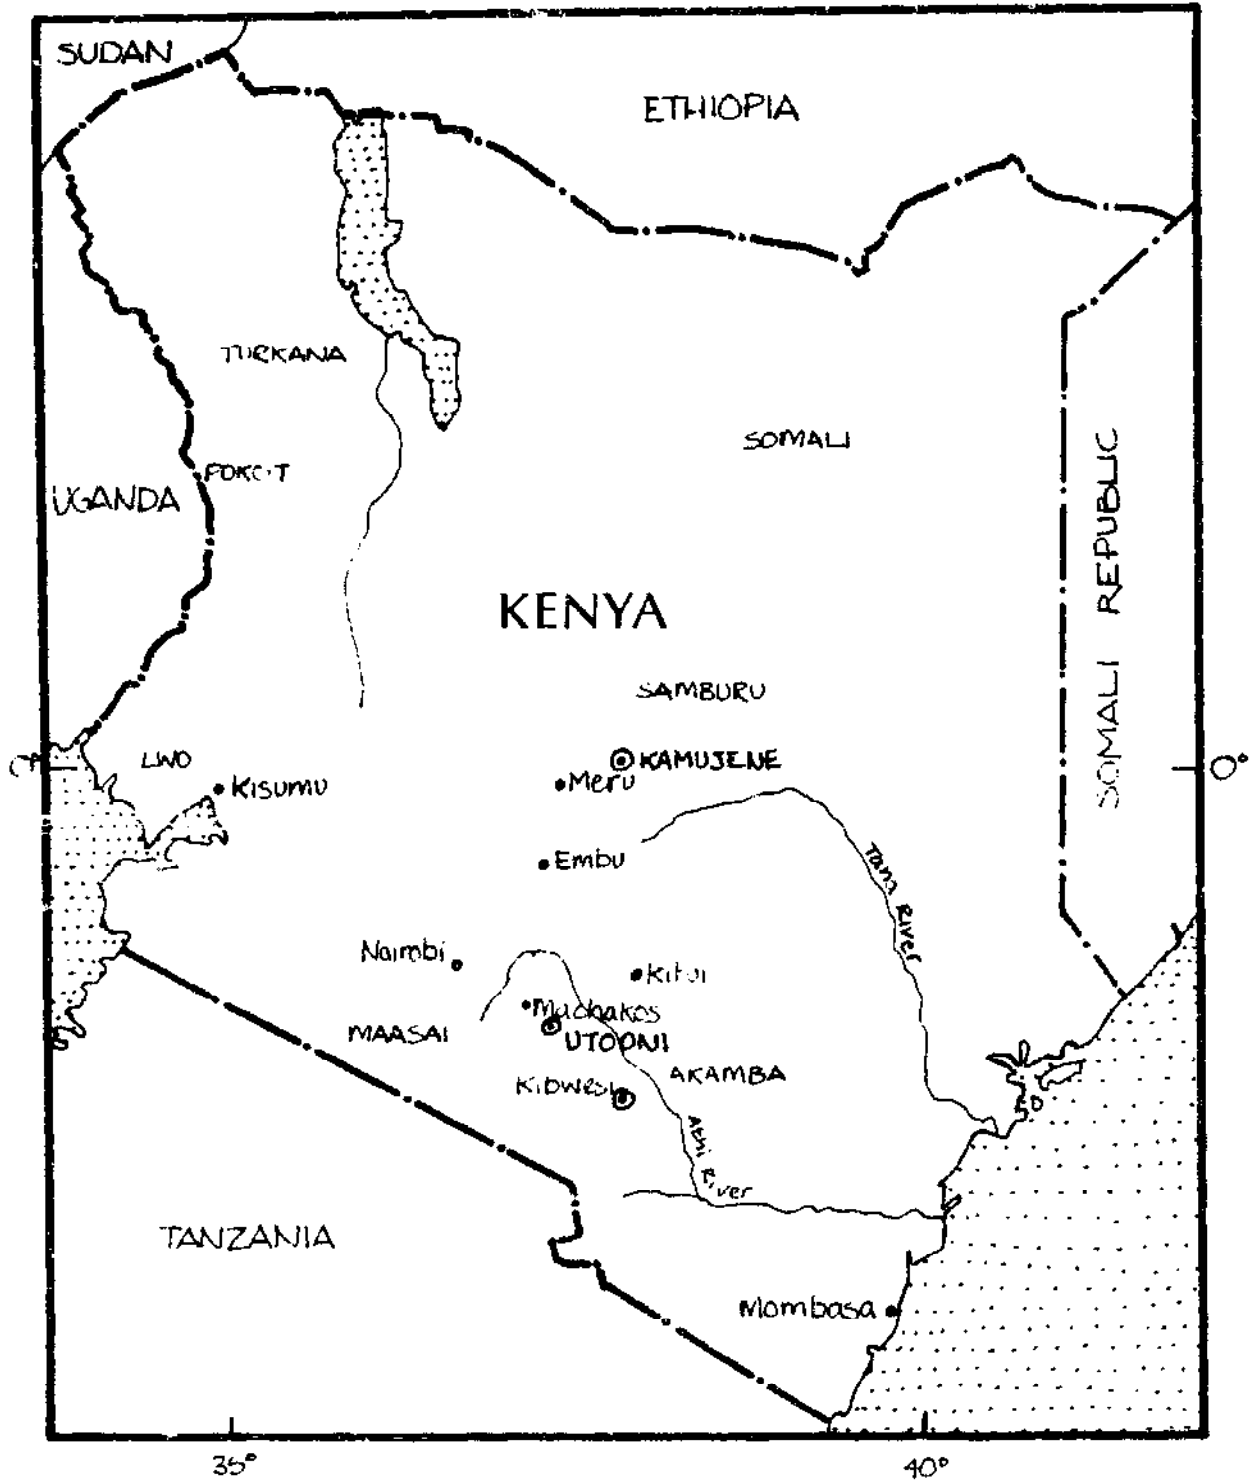 SUDAN
ETHIOPIA
TURKANA
SOMALI
UGANDA
SOMALI REPUBLIC
KENYA
SAMBURU
LWO
KAMUJENE
0°
Kisumu
Meru
Embu
Tana River
Nairobi
Kitui
Machakos
MAASAI
UTOONI
AKAMBA
Kibwesi
Athi River
TANZANIA
Mombasa
35°
40°